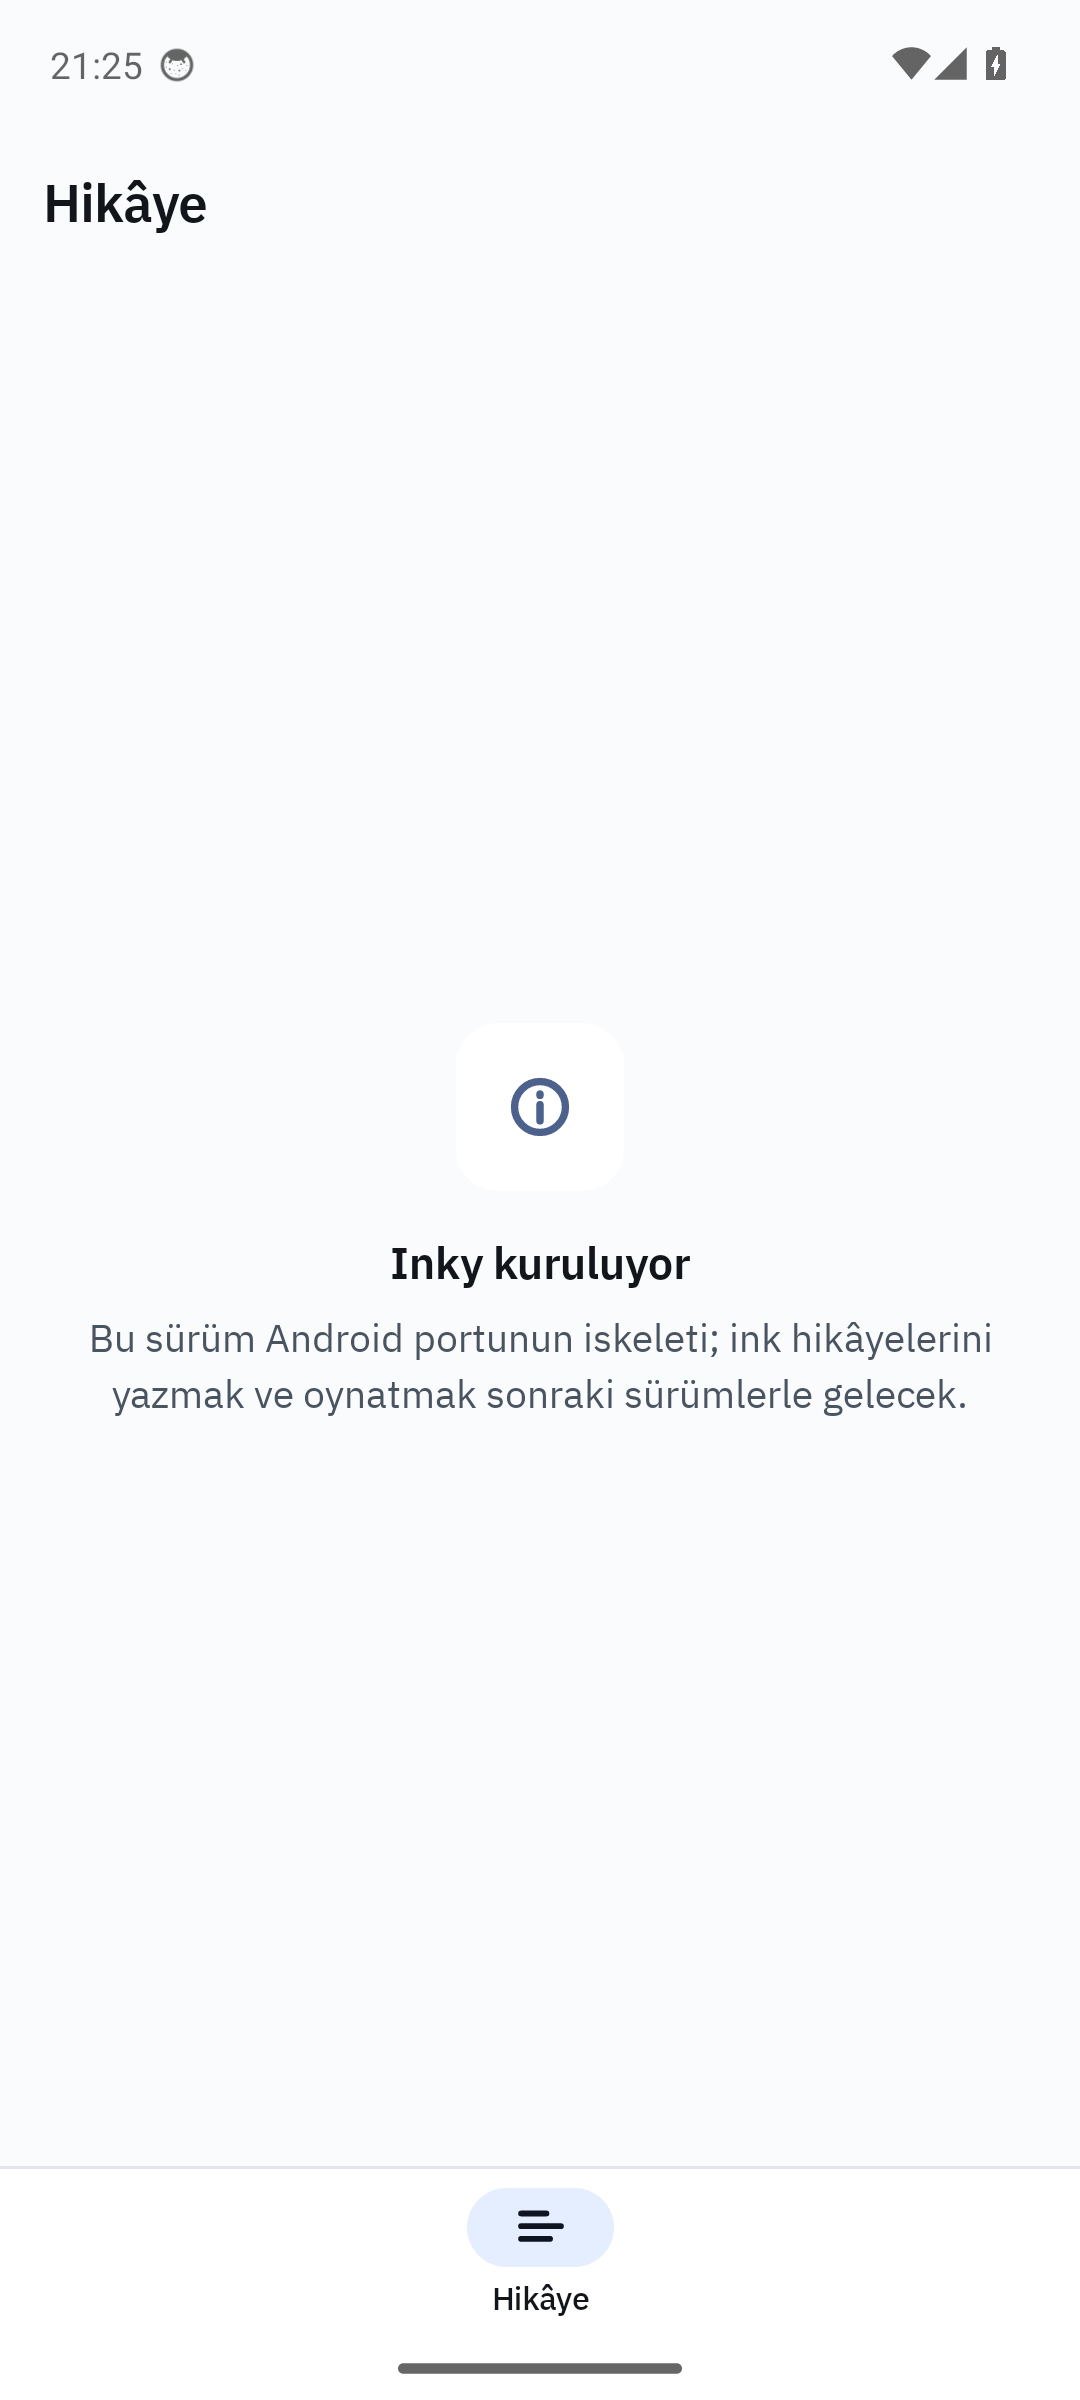 21:25
Hikâye
Inky kuruluyor
Bu sürüm Android portunun iskeleti; ink hikâyelerini
yazmak ve oynatmak sonraki sürümlerle gelecek.
Hikâye